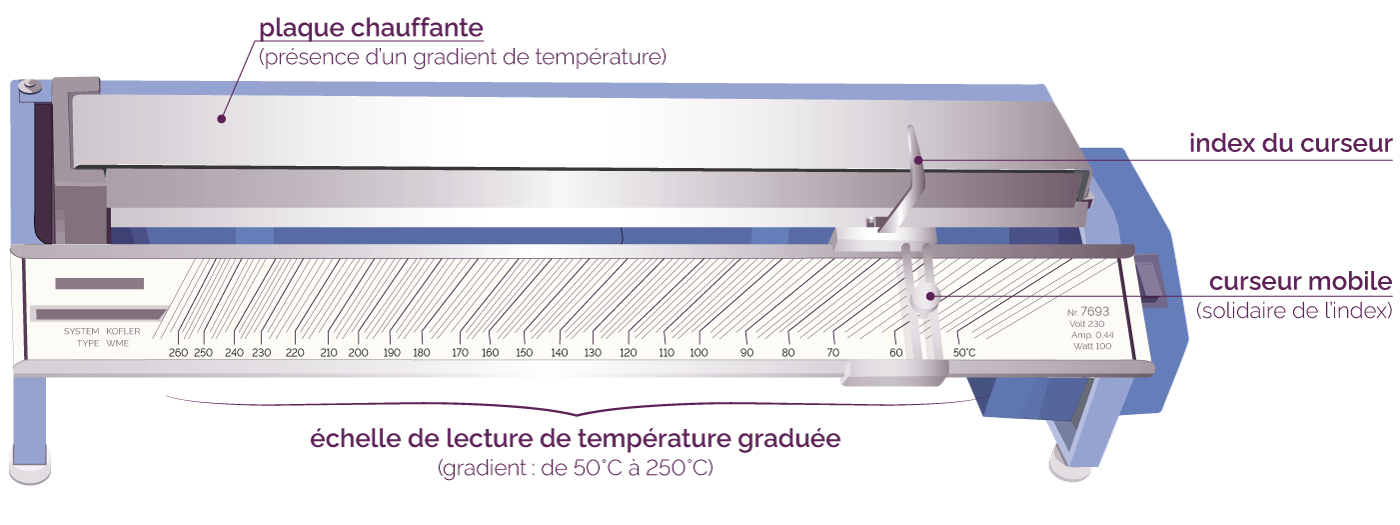 plaque chauffante
(présence d'un gradient de température)
index du curseur
curseur mobile
(solidaire de l'index)
SYSTEM KOFLER
TYPE WME
Nr. 7693
Volt 230
Amp. 0,44
Watt 100
260 250 240 230 220 210 200 190 180 170 160 150 140 130 120 110 100 90 80 70 60 50°C
échelle de lecture de température graduée
(gradient : de 50°C à 250°C)